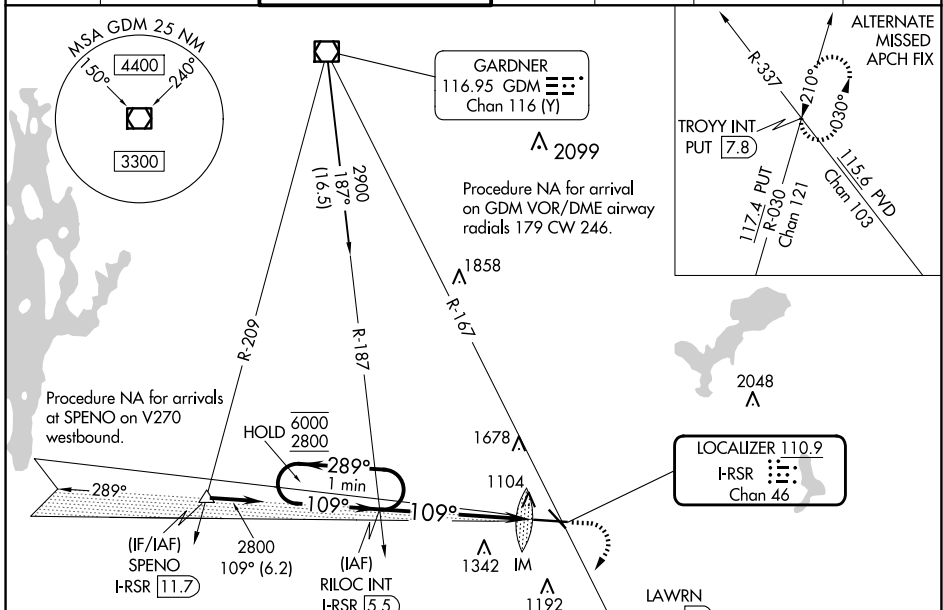 MSA GDM 25 NM
150°
4400
240°
3300
GARDNER
116.95 GDM
Chan 116 (Y)
2099
2900
187°
(16.5)
Procedure NA for arrival
on GDM VOR/DME airway
radials 179 CW 246.
ALTERNATE
MISSED
APCH FIX
R-337
210°
030°
TROYY INT
PUT 7.8
117.4 PUT
R-030
Chan 121
115.6 PVD
Chan 103
1858
R-209
R-187
R-167
Procedure NA for arrivals
at SPENO on V270
westbound.
HOLD
6000
2800
289°
1 min
109°
109°
289°
1678
1104
2048
LOCALIZER 110.9
I-RSR
Chan 46
(IF/IAF)
SPENO
I-RSR 11.7
2800
109° (6.2)
(IAF)
RILOC INT
I-RSR 5.5
1342
IM
1192
LAWRN